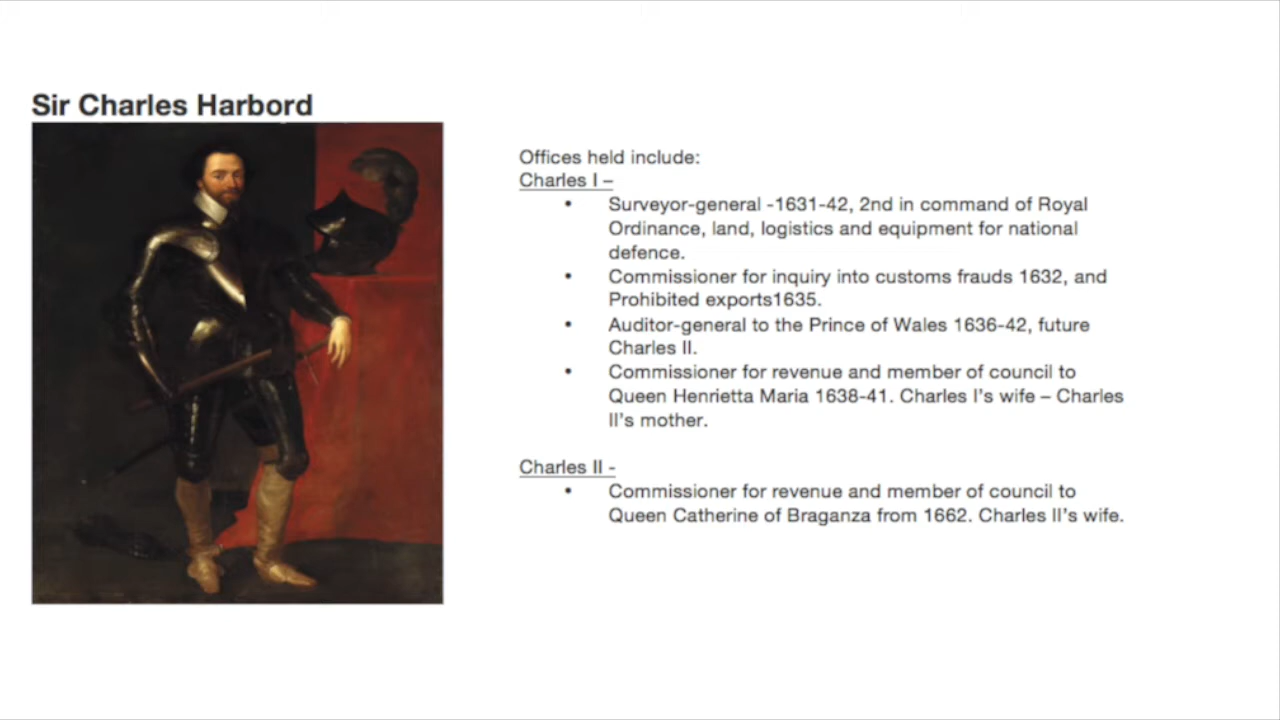 Sir Charles Harbord
Offices held include:
Charles I –
• Surveyor-general -1631-42, 2nd in command of Royal
Ordinance, land, logistics and equipment for national
defence.
• Commissioner for inquiry into customs frauds 1632, and
Prohibited exports1635.
• Auditor-general to the Prince of Wales 1636-42, future
Charles II.
• Commissioner for revenue and member of council to
Queen Henrietta Maria 1638-41. Charles I’s wife – Charles
II’s mother.
Charles II -
• Commissioner for revenue and member of council to
Queen Catherine of Braganza from 1662. Charles II’s wife.